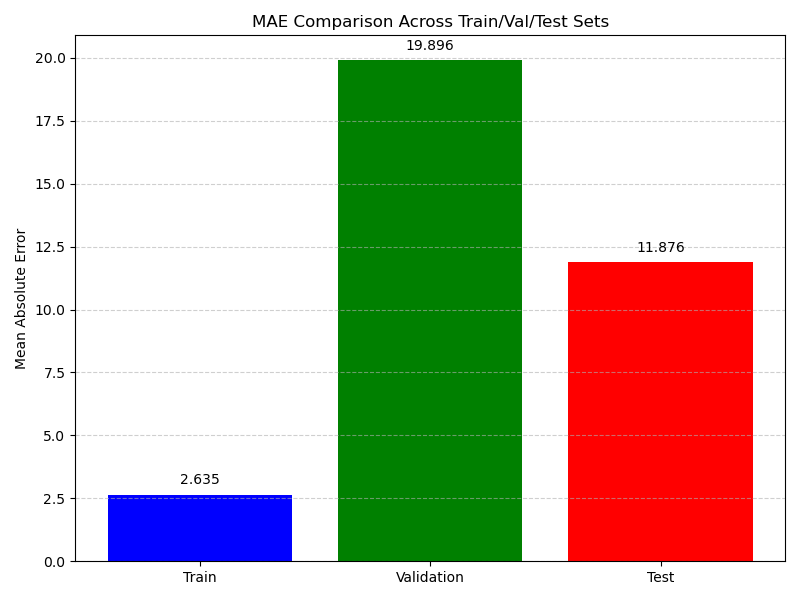 MAE Comparison Across Train/Val/Test Sets
Mean Absolute Error
20.0
17.5
15.0
12.5
10.0
7.5
5.0
2.5
0.0
2.635
19.896
11.876
Train
Validation
Test